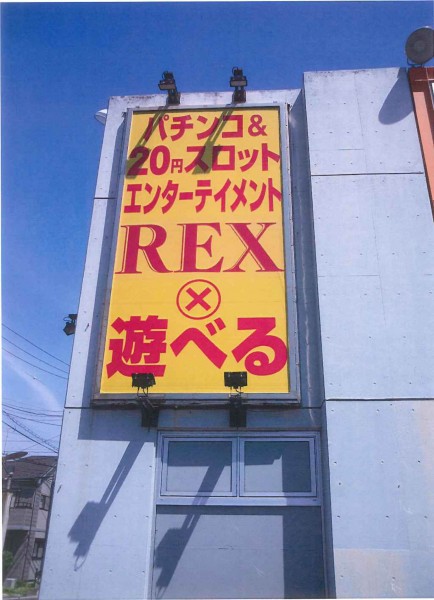 パチンコ&
20円スロット
エンターテイメント
REX
×
遊べる